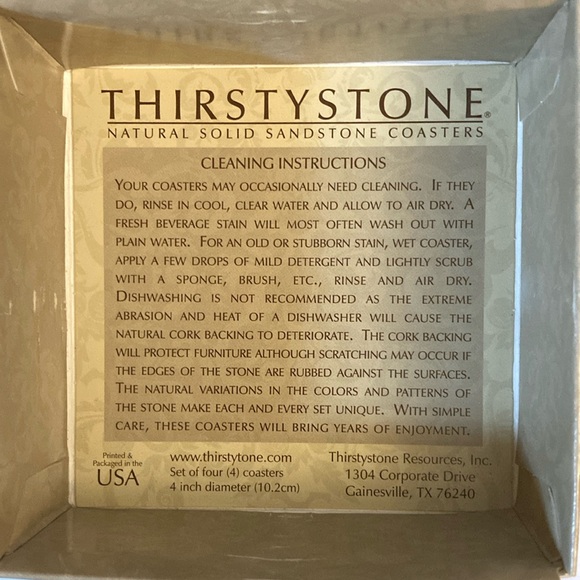 THIRSTYSTONE®
NATURAL SOLID SANDSTONE COASTERS
CLEANING INSTRUCTIONS
YOUR COASTERS MAY OCCASIONALLY NEED CLEANING. IF THEY
DO, RINSE IN COOL, CLEAR WATER AND ALLOW TO AIR DRY. A
FRESH BEVERAGE STAIN WILL MOST OFTEN WASH OUT WITH
PLAIN WATER. FOR AN OLD OR STUBBORN STAIN, WET COASTER,
APPLY A FEW DROPS OF MILD DETERGENT AND LIGHTLY SCRUB
WITH A SPONGE, BRUSH, ETC., RINSE AND AIR DRY.
DISHWASHING IS NOT RECOMMENDED AS THE EXTREME
ABRASION AND HEAT OF A DISHWASHER WILL CAUSE THE
NATURAL CORK BACKING TO DETERIORATE. THE CORK BACKING
WILL PROTECT FURNITURE ALTHOUGH SCRATCHING MAY OCCUR IF
THE EDGES OF THE STONE ARE RUBBED AGAINST THE SURFACES.
THE NATURAL VARIATIONS IN THE COLORS AND PATTERNS OF
THE STONE MAKE EACH AND EVERY SET UNIQUE. WITH SIMPLE
CARE, THESE COASTERS WILL BRING YEARS OF ENJOYMENT.
Printed &
Packaged in the
USA
www.thirstytone.com
Set of four (4) coasters
4 inch diameter (10.2cm)
Thirstystone Resources, Inc.
1304 Corporate Drive
Gainesville, TX 76240